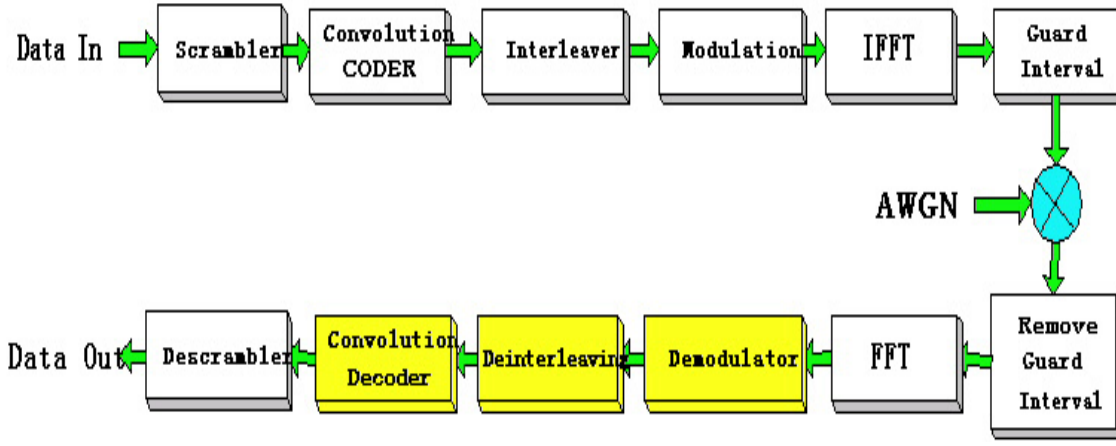 Data In
Scrambler
Convolution
CODER
Interleaver
Modulation
IFFT
Guard
Interval
AWGN
Data Out
Descrambler
Convolution
Decoder
Deinterleaving
Demodulator
FFT
Remove
Guard
Interval